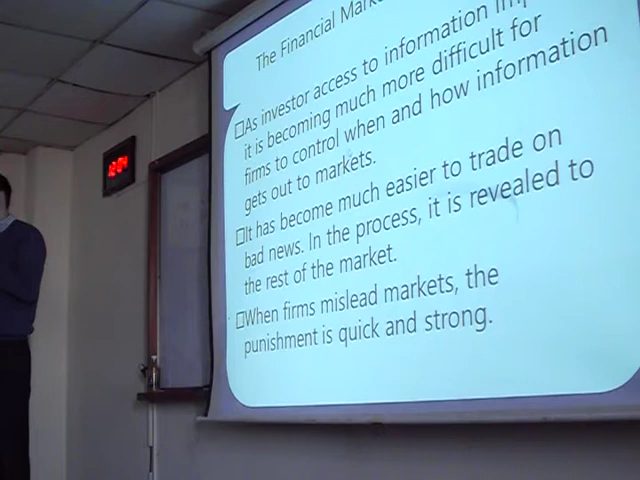 The Financial
As investor access to information
it is becoming much more difficult for
firms to control when and how information
gets out to markets.
It has become much easier to trade on
bad news. In the process, it is revealed to
the rest of the market.
When firms mislead markets, the
punishment is quick and strong.
12:04